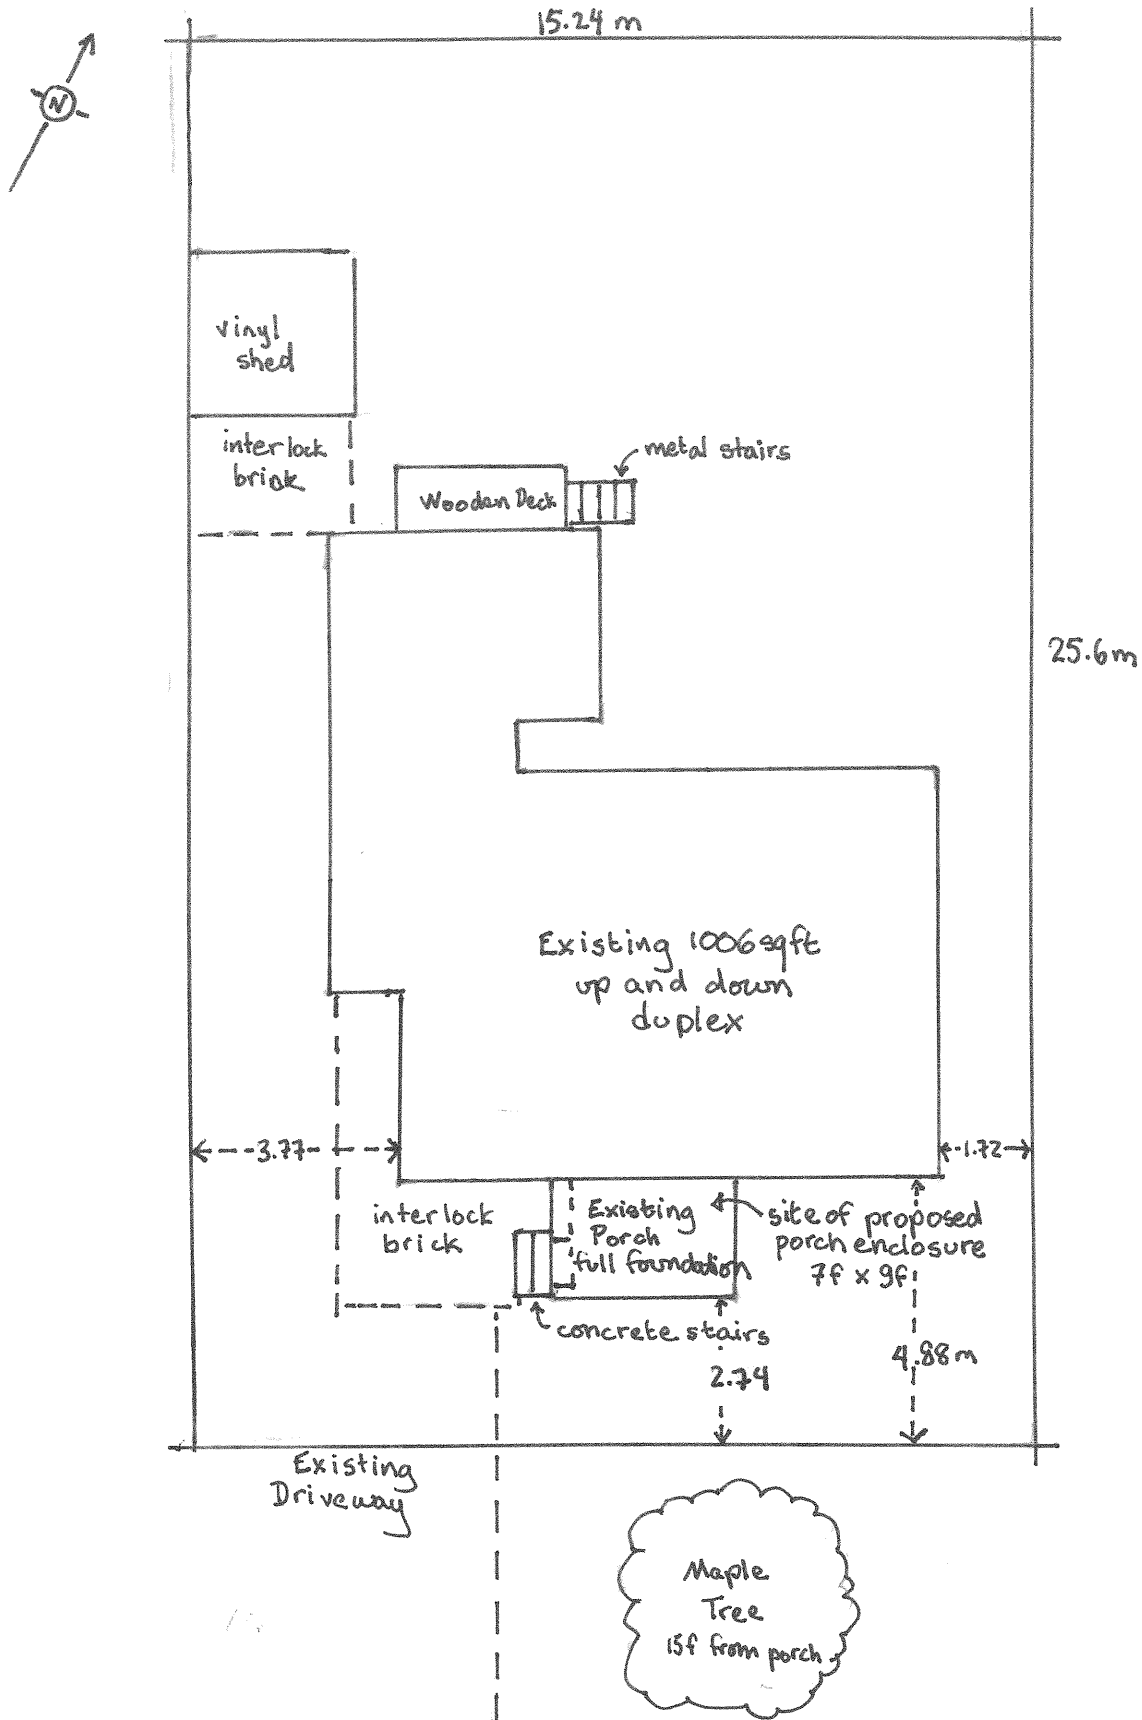 15.24 m
N
vinyl
shed
interlock
brick
metal stairs
Wooden Deck
25.6m
Existing 1006sqft
up and down
duplex
3.77
1.72
interlock
brick
Existing
Porch
full foundation
site of proposed
porch enclosure
7f x 9f
concrete stairs
2.74
4.88m
Existing
Driveway
Maple
Tree
15f from porch